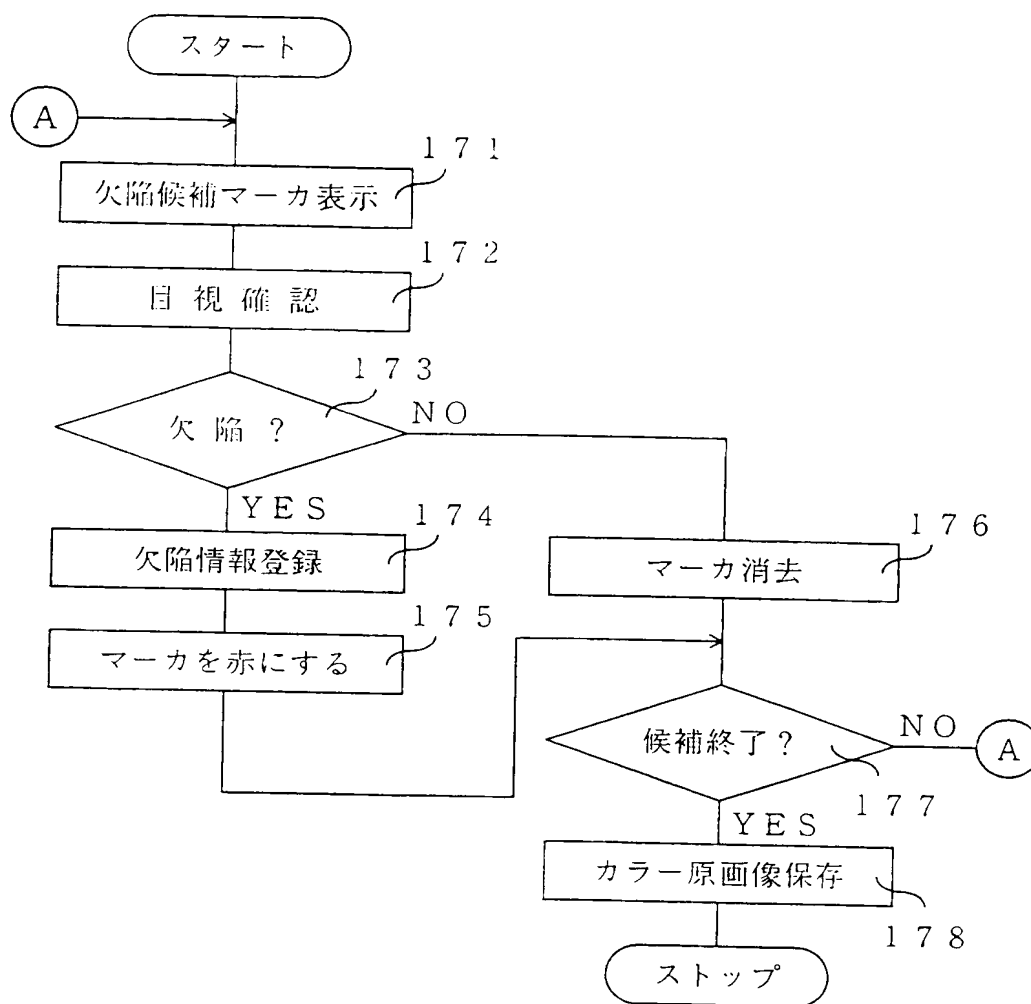 スタート
A
171
欠陥候補マーカ表示
172
目視確認
173
欠陥?
NO
YES
174
欠陥情報登録
175
マーカを赤にする
176
マーカ消去
候補終了?
NO
A
177
YES
カラー原画像保存
178
ストップ